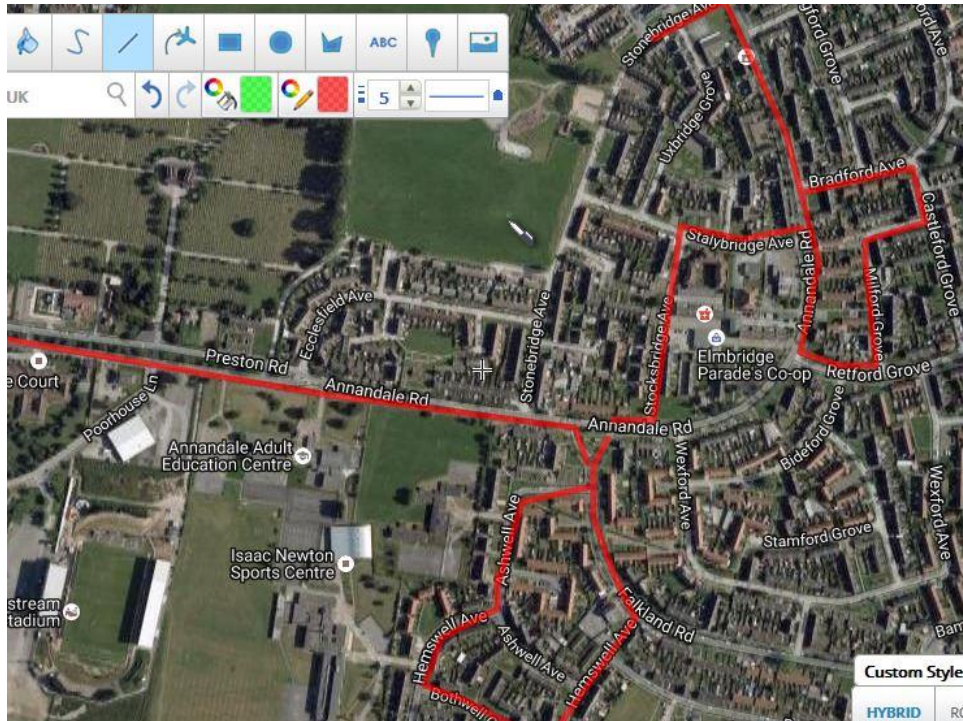 ABC
UK
5
Stonebridge Ave
Uxbridge Grove
Bradford Ave
Castleford Grove
Stalybridge Ave
Annandale Rd
Milford Grove
Ecclesfield Ave
Stonebridge Ave
Stocksbridge Ave
Elmbridge
Parade's Co-op
Retford Grove
Preston Rd
e Court
Annandale Rd
Poorhouse Ln
Annandale Rd
Bideford Grove
Annandale Adult
Education Centre
Wexford Ave
Wexford Ave
Ashwell Ave
Stamford Grove
Isaac Newton
Sports Centre
stream
tadium
Falkland Rd
Hemswell Ave
Ashwell Ave
Hemswell Ave
Custom Style
HYBRID